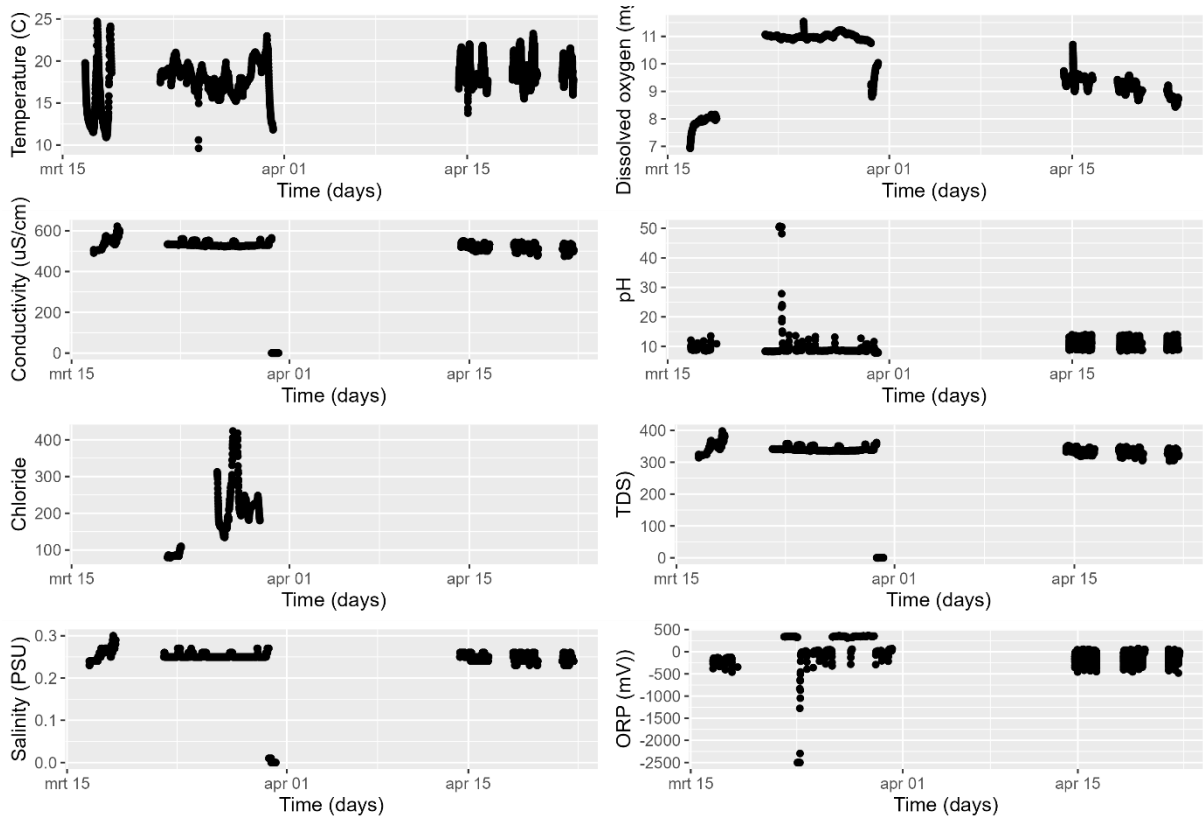 Temperature (C)
25
20
15
10
mrt 15 apr 01 apr 15
Time (days)
Dissolved oxygen (mg
11
10
9
8
7
mrt 15 apr 01 apr 15
Time (days)
Conductivity (uS/cm)
600
400
200
0
mrt 15 apr 01 apr 15
Time (days)
pH
50
40
30
20
10
mrt 15 apr 01 apr 15
Time (days)
Chloride
400
300
200
100
mrt 15 apr 01 apr 15
Time (days)
TDS)
400
300
200
100
0
mrt 15 apr 01 apr 15
Time (days)
Salinity (PSU)
0.3
0.2
0.1
0.0
mrt 15 apr 01 apr 15
Time (days)
ORP (mV))
500
0
-500
-1000
-1500
-2000
-2500
mrt 15 apr 01 apr 15
Time (days)